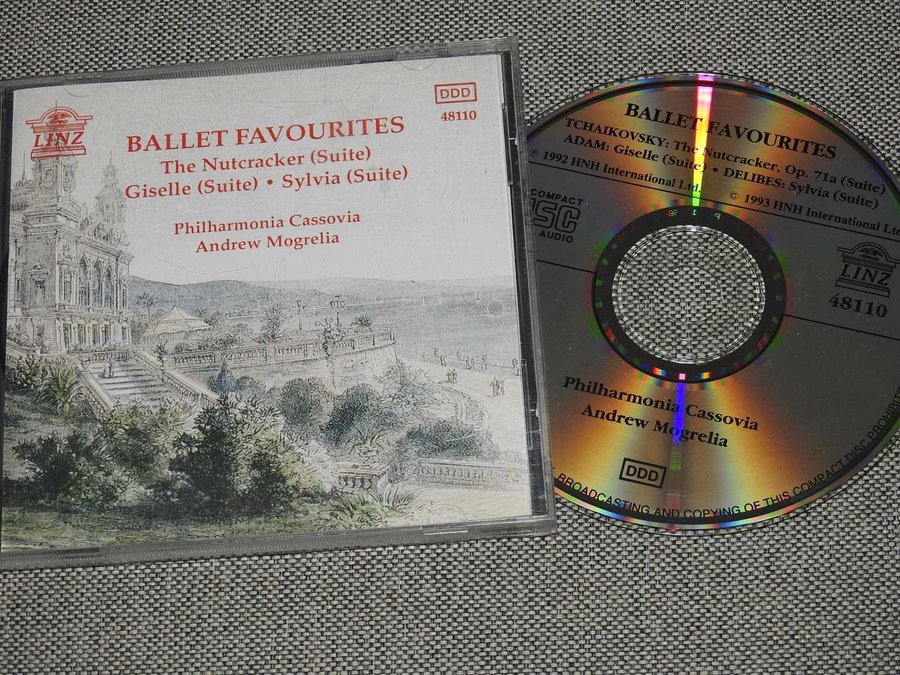 LINZ
DDD
48110
BALLET FAVOURITES
The Nutcracker (Suite)
Giselle (Suite) • Sylvia (Suite)
Philharmonia Cassovia
Andrew Mogrelia
BALLET FAVOURITES
TCHAIKOVSKY: The Nutcracker, Op. 71a (Suite)
ADAM: Giselle (Suite) • DELIBES: Sylvia (Suite)
℗ 1992 HNH International Ltd.
© 1993 HNH International Ltd
COMPACT
DISC
AUDIO
LINZ
48110
Philharmonia Cassovia
Andrew Mogrelia
DDD
BROADCASTING AND COPYING OF THIS COMPACT DISC PROHIB